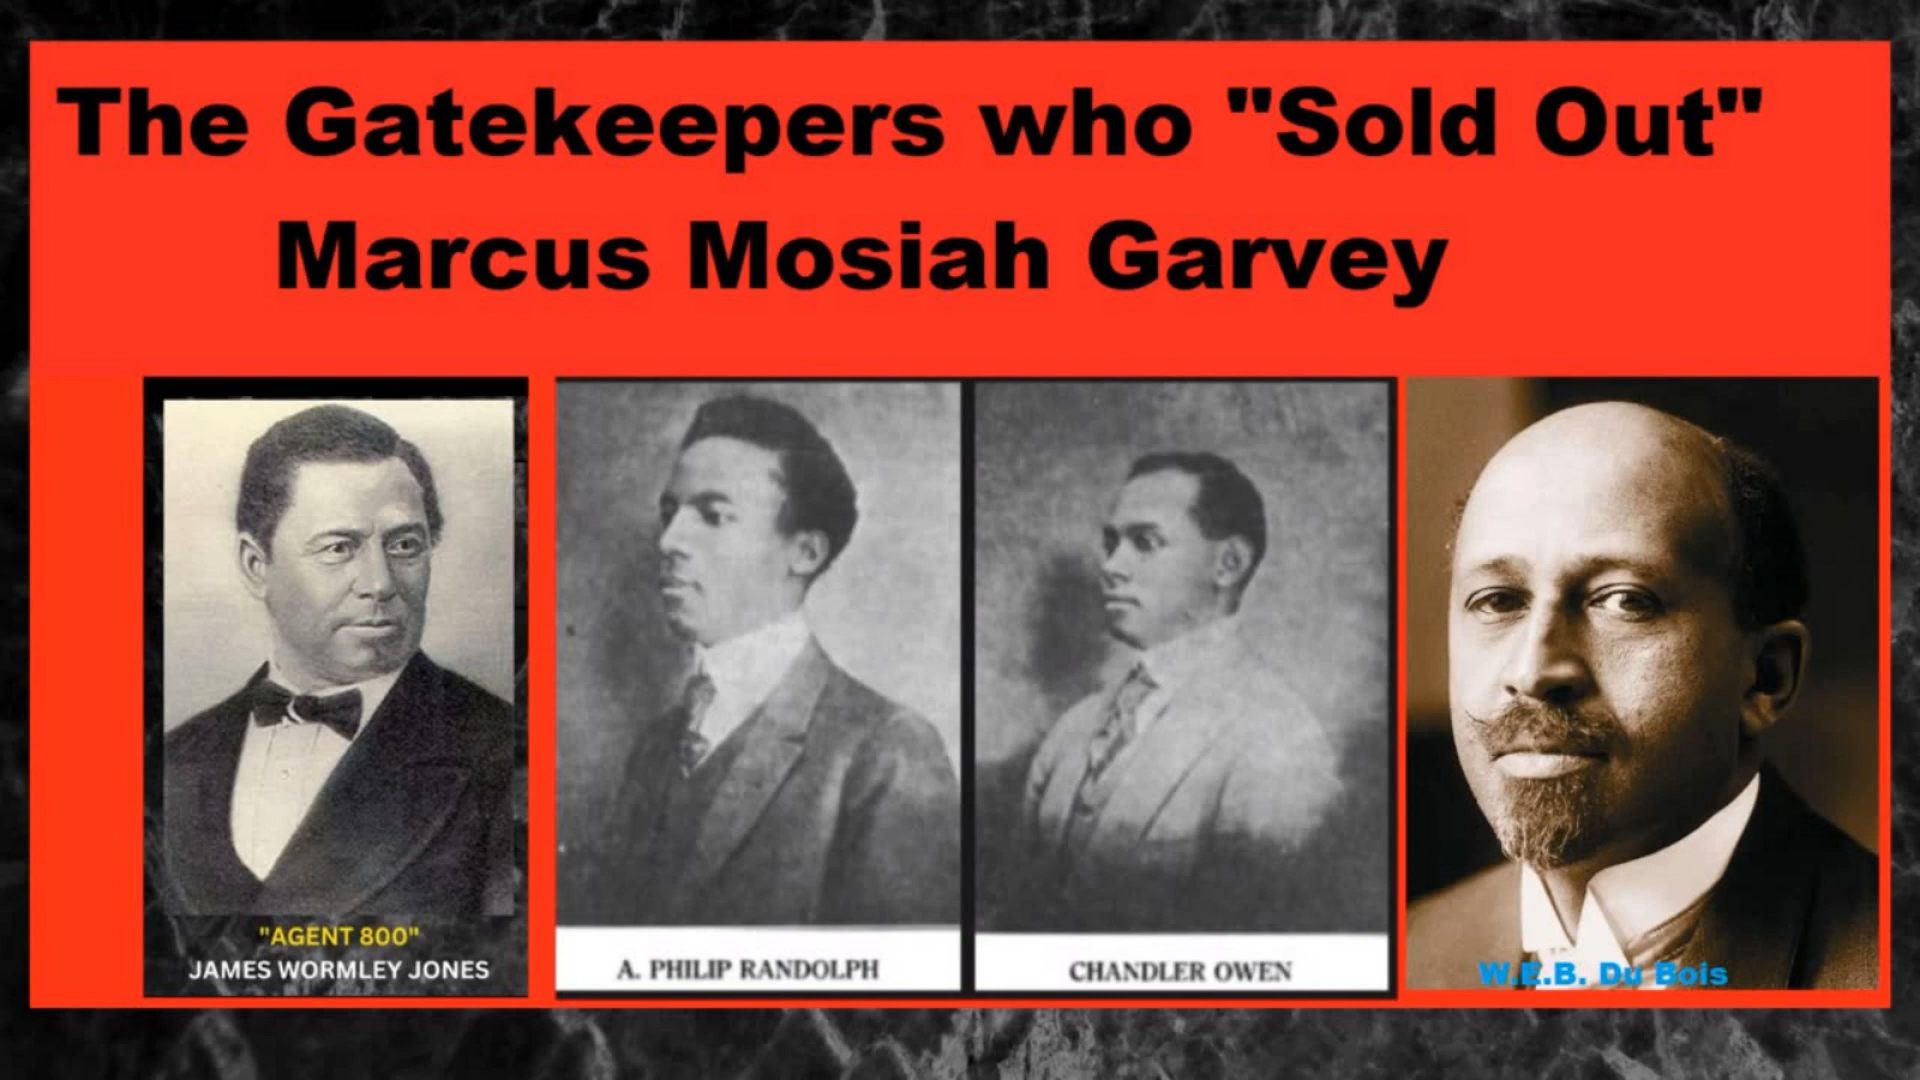 The Gatekeepers who "Sold Out"
Marcus Mosiah Garvey
"AGENT 800"
JAMES WORMLEY JONES
A. PHILIP RANDOLPH
CHANDLER OWEN
W.E.B. Du Bois